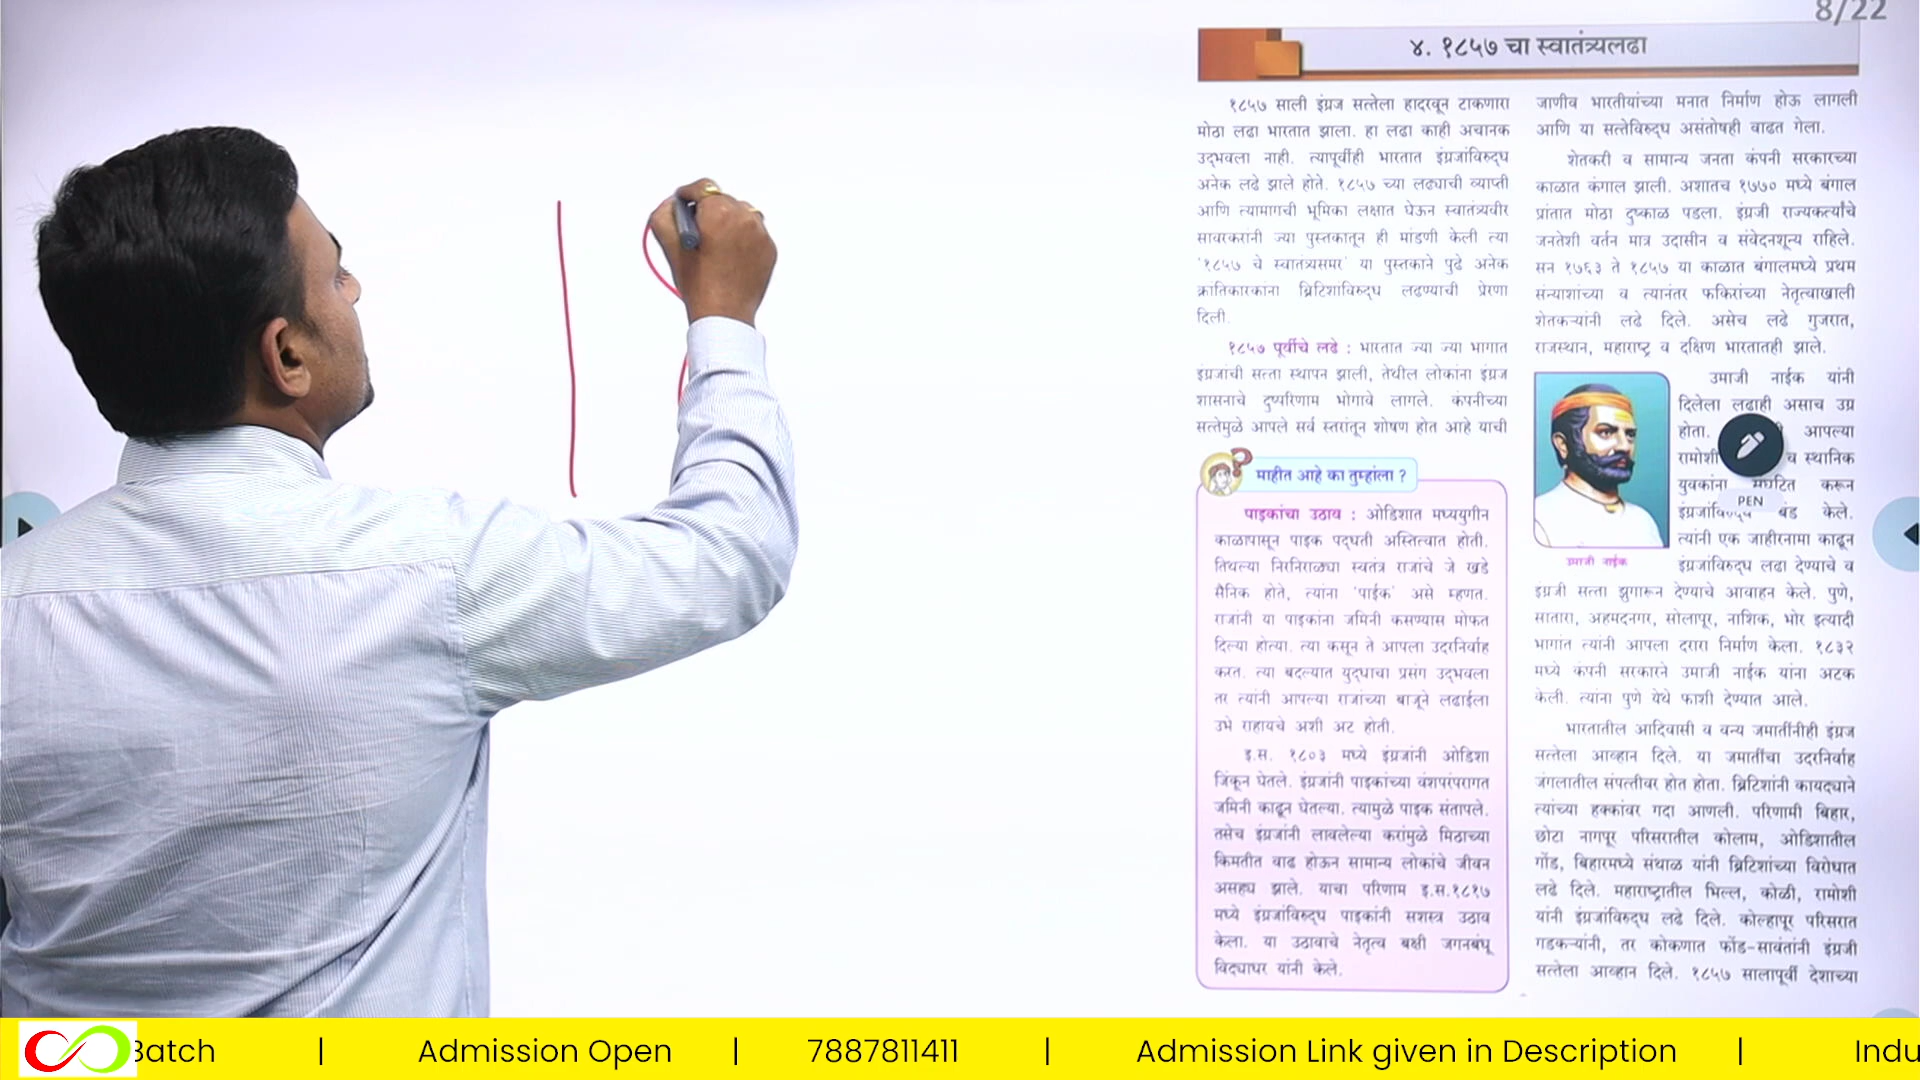 8/22
४. १८५७ चा स्वातंत्र्यलढा
१८५७ साली इंग्रज सत्तेला हादरवून टाकणारा
मोठा लढा भारतात झाला. हा लढा काही अचानक
उद्भवला नाही. त्यापूर्वीही भारतात इंग्रजांविरुद्ध
अनेक लढे झाले होते. १८५७ च्या लढ्याची व्याप्ती
आणि त्यामागची भूमिका लक्षात घेऊन स्वातंत्र्यवीर
सावरकरांनी ज्या पुस्तकातून ही मांडणी केली त्या
'१८५७ चे स्वातंत्र्यसमर' या पुस्तकाने पुढे अनेक
क्रांतिकारकांना ब्रिटिशांविरुद्ध लढण्याची प्रेरणा
दिली.
१८५७ पूर्वीचे लढे : भारतात ज्या ज्या भागात
इंग्रजांची सत्ता स्थापन झाली, तेथील लोकांना इंग्रज
शासनाचे दुष्परिणाम भोगावे लागले. कंपनीच्या
सत्तेमुळे आपले सर्व स्तरांतून शोषण होत आहे याची
माहीत आहे का तुम्हांला ?
पाइकांचा उठाव : ओडिशात मध्ययुगीन
काळापासून पाइक पद्धती अस्तित्वात होती.
तिथल्या निरनिराळ्या स्वतंत्र राजांचे जे खडे
सैनिक होते, त्यांना 'पाईक' असे म्हणत.
राजांनी या पाइकांना जमिनी कसण्यास मोफत
दिल्या होत्या. त्या कसून ते आपला उदरनिर्वाह
करत. त्या बदल्यात युद्धाचा प्रसंग उद्भवला
तर त्यांनी आपल्या राजांच्या बाजूने लढाईला
उभे राहायचे अशी अट होती.
इ.स. १८०३ मध्ये इंग्रजांनी ओडिशा
जिंकून घेतले. इंग्रजांनी पाइकांच्या वंशपरंपरागत
जमिनी काढून घेतल्या. त्यामुळे पाइक संतापले.
तसेच इंग्रजांनी लावलेल्या करांमुळे मिठाच्या
किमतीत वाढ होऊन सामान्य लोकांचे जीवन
असह्य झाले. याचा परिणाम इ.स.१८१७
मध्ये इंग्रजांविरुद्ध पाइकांनी सशस्त्र उठाव
केला. या उठावाचे नेतृत्व बक्षी जगनबंधू
विद्याधर यांनी केले.
जाणीव भारतीयांच्या मनात निर्माण होऊ लागली
आणि या सत्तेविरुद्ध असंतोषही वाढत गेला.
शेतकरी व सामान्य जनता कंपनी सरकारच्या
काळात कंगाल झाली. अशातच १७७० मध्ये बंगाल
प्रांतात मोठा दुष्काळ पडला. इंग्रजी राज्यकर्त्यांचे
जनतेशी वर्तन मात्र उदासीन व संवेदनशून्य राहिले.
सन १७६३ ते १८५७ या काळात बंगालमध्ये प्रथम
संन्याशांच्या व त्यानंतर फकिरांच्या नेतृत्वाखाली
शेतकऱ्यांनी लढे दिले. असेच लढे गुजरात,
राजस्थान, महाराष्ट्र व दक्षिण भारतातही झाले.
उमाजी नाईक यांनी
दिलेला लढाही असाच उग्र
होता. आपल्या
रामोशी व स्थानिक
युवकांना संघटित करून
इंग्रजांविरुद्ध बंड केले.
त्यांनी एक जाहीरनामा काढून
इंग्रजांविरुद्ध लढा देण्याचे व
उमाजी नाईक
PEN
इंग्रजी सत्ता झुगारून देण्याचे आवाहन केले. पुणे,
सातारा, अहमदनगर, सोलापूर, नाशिक, भोर इत्यादी
भागांत त्यांनी आपला दरारा निर्माण केला. १८३२
मध्ये कंपनी सरकारने उमाजी नाईक यांना अटक
केली. त्यांना पुणे येथे फाशी देण्यात आले.
भारतातील आदिवासी व वन्य जमातींनीही इंग्रज
सत्तेला आव्हान दिले. या जमातींचा उदरनिर्वाह
जंगलातील संपत्तीवर होत होता. ब्रिटिशांनी कायद्याने
त्यांच्या हक्कांवर गदा आणली. परिणामी बिहार,
छोटा नागपूर परिसरातील कोलाम, ओडिशातील
गोंड, बिहारमध्ये संथाळ यांनी ब्रिटिशांच्या विरोधात
लढे दिले. महाराष्ट्रातील भिल्ल, कोळी, रामोशी
यांनी इंग्रजांविरुद्ध लढे दिले. कोल्हापूर परिसरात
गडकऱ्यांनी, तर कोकणात फोंड-सावंतांनी इंग्रजी
सत्तेला आव्हान दिले. १८५७ सालापूर्वी देशाच्या
Batch | Admission Open | 7887811411 | Admission Link given in Description | Indu